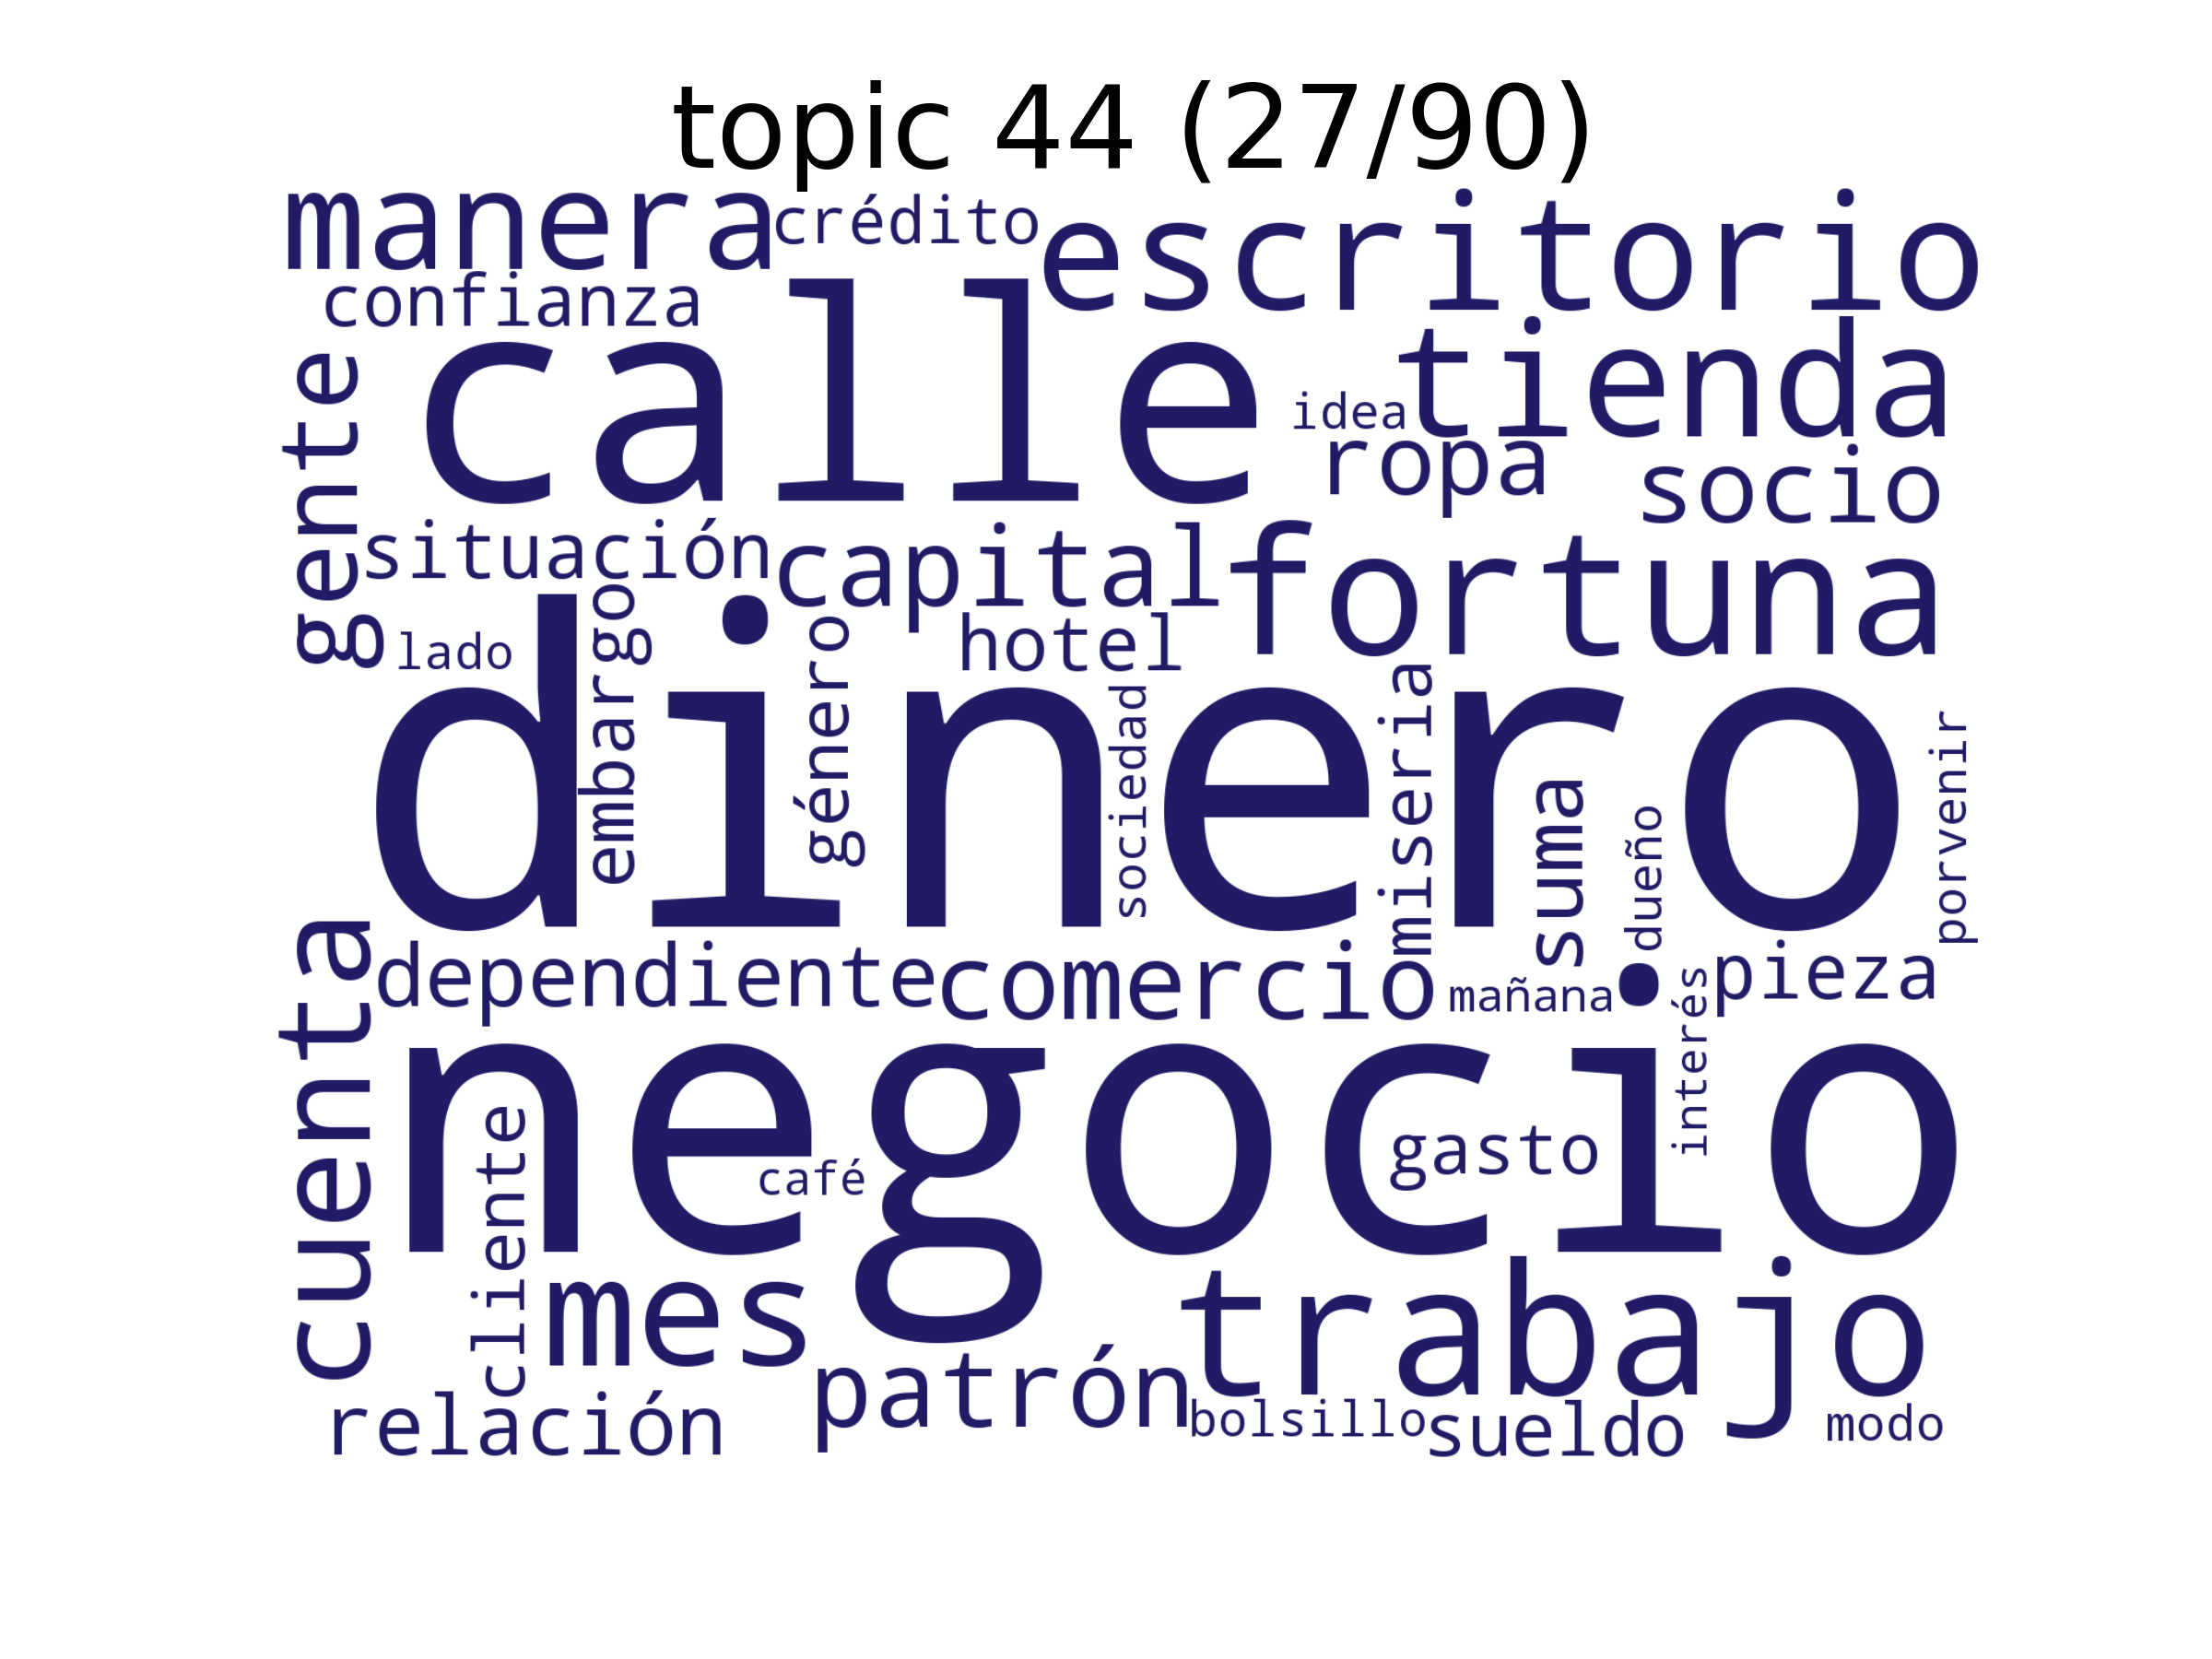 topic 44 (27/90)
manera
crédito
escritorio
confianza
calle
gente
idea
tienda
ropa
socio
situación
capital
fortuna
lado
embargo
género
hotel
dinero
sociedad
miseria
suma
dueño
porvenir
cuenta
dependiente
comercio
mañana
interés
pieza
negocio
cliente
café
gasto
mes
trabajo
patrón
relación
bolsillo
sueldo
modo